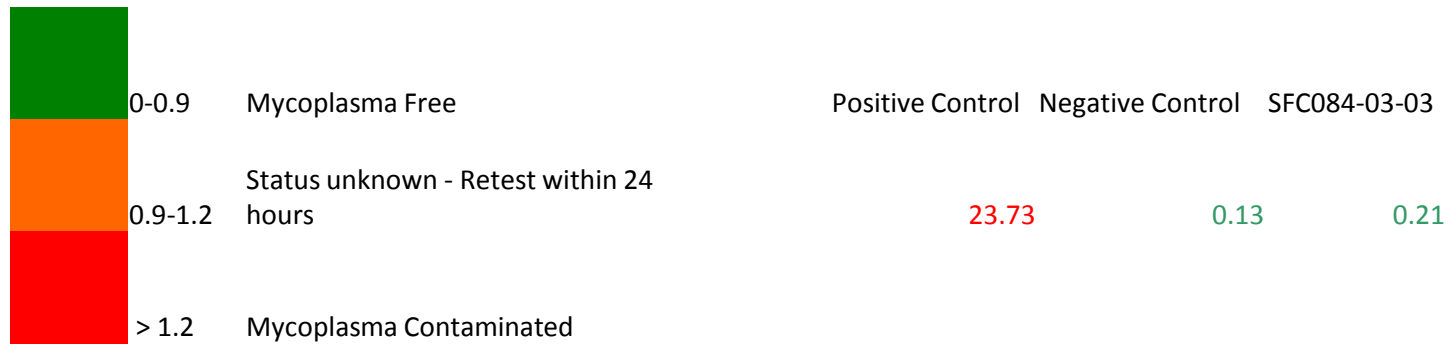 0-0.9 Mycoplasma Free Positive Control Negative Control SFC084-03-03
Status unknown - Retest within 24
0.9-1.2 hours 23.73 0.13 0.21
> 1.2 Mycoplasma Contaminated